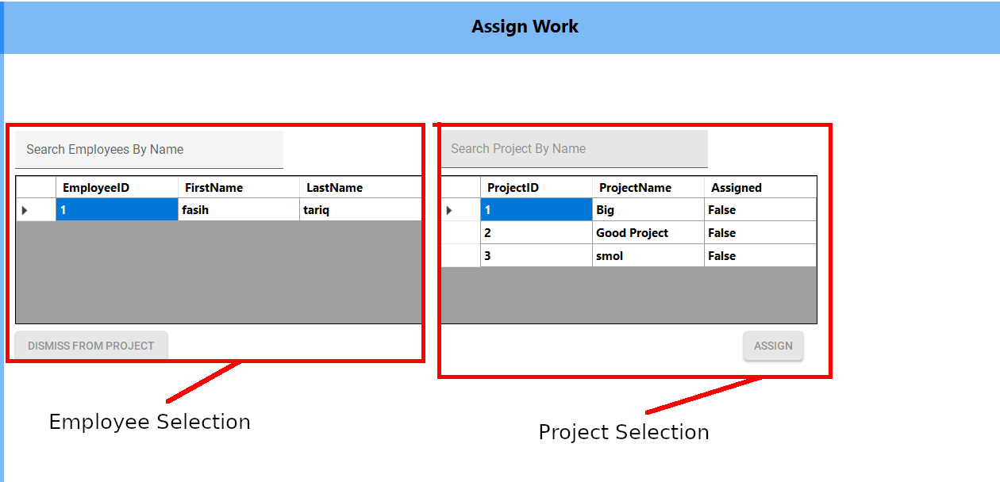 Assign Work
Search Employees By Name
EmployeeID FirstName LastName
1 fasih tariq
DISMISS FROM PROJECT
Employee Selection
Search Project By Name
ProjectID ProjectName Assigned
1 Big False
2 Good Project False
3 smol False
ASSIGN
Project Selection